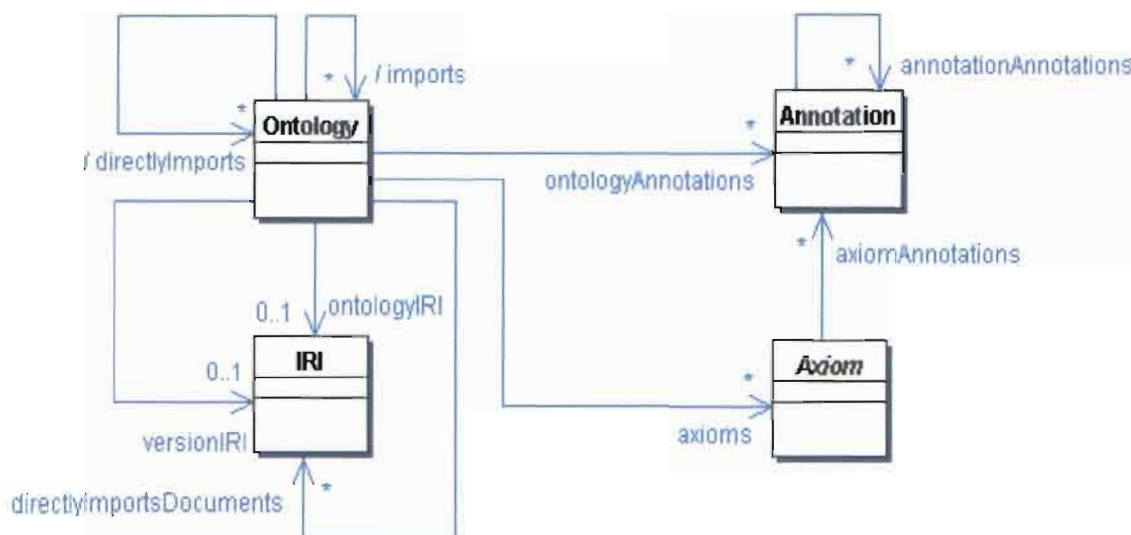 / imports
* annotationAnnotations
*
Ontology
* Annotation
/ directlyImports
ontologyAnnotations
* axiomAnnotations
0..1 ontologyIRI
IRI
Axiom
0..1
*
versionIRI
axioms
directlyImportsDocuments *
*